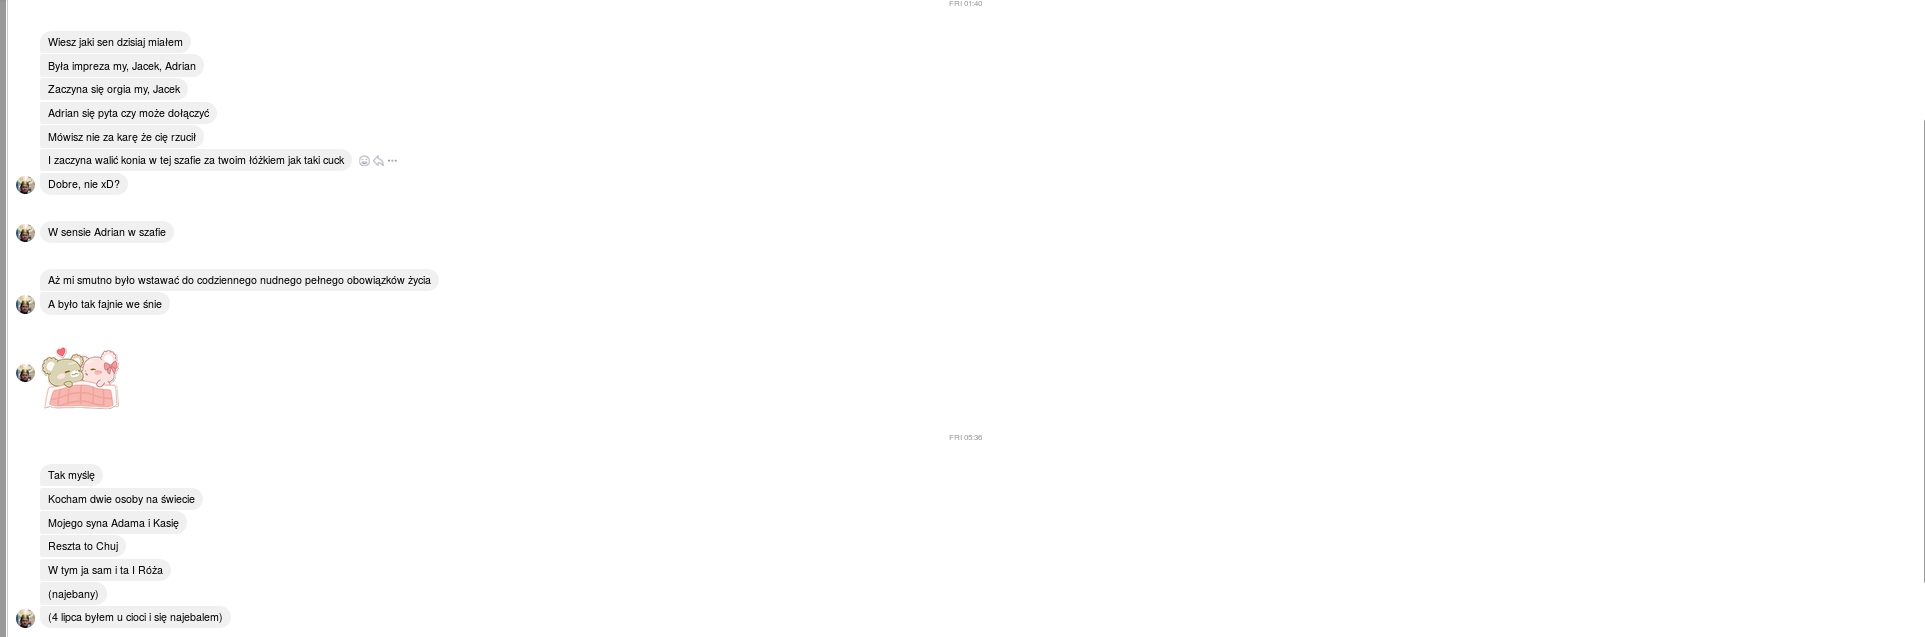 FRI 01:40
Wiesz jaki sen dzisiaj miałem
Była impreza my, Jacek, Adrian
Zaczyna się orgia my, Jacek
Adrian się pyta czy może dołączyć
Mówisz nie za karę że cię rzucił
I zaczyna walić konia w tej szafie za twoim łóżkiem jak taki cuck
Dobre, nie xD?
W sensie Adrian w szafie
Aż mi smutno było wstawać do codziennego nudnego pełnego obowiązków życia
A było tak fajnie we śnie
FRI 05:36
Tak myślę
Kocham dwie osoby na świecie
Mojego syna Adama i Kasię
Reszta to Chuj
W tym ja sam i ta I Róża
(najebany)
(4 lipca byłem u cioci i się najebalem)